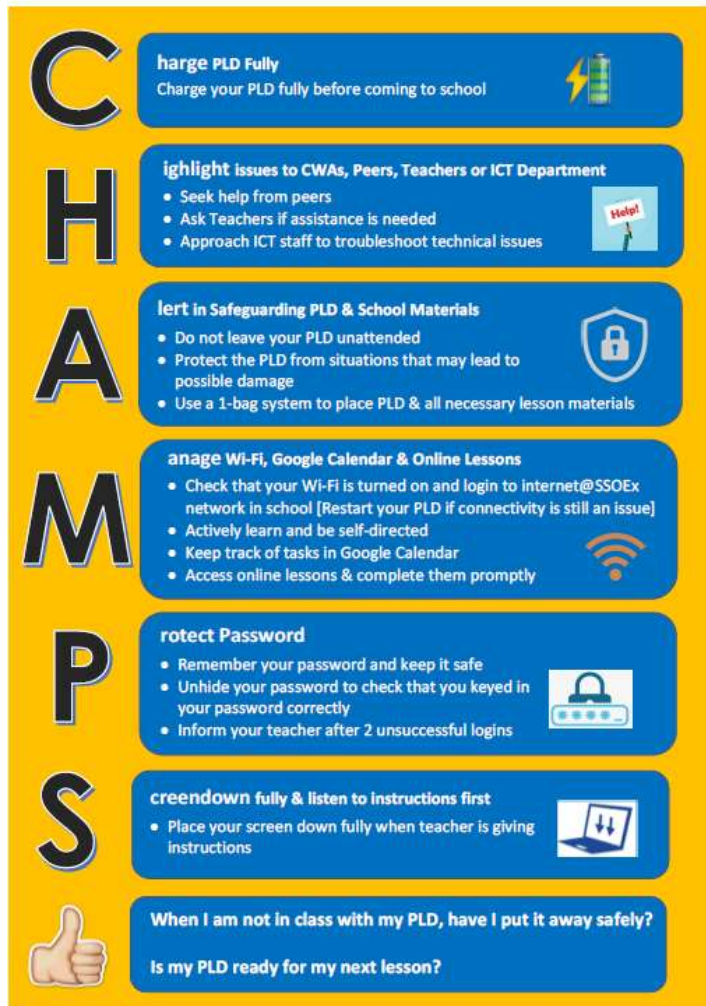 C harge PLD Fully
Charge your PLD fully before coming to school
H ighlight issues to CWAs, Peers, Teachers or ICT Department
• Seek help from peers
• Ask Teachers if assistance is needed
• Approach ICT staff to troubleshoot technical issues
Help!
A lert in Safeguarding PLD & School Materials
• Do not leave your PLD unattended
• Protect the PLD from situations that may lead to
possible damage
• Use a 1-bag system to place PLD & all necessary lesson materials
M anage Wi-Fi, Google Calendar & Online Lessons
• Check that your Wi-Fi is turned on and login to internet@SSOEx
network in school [Restart your PLD if connectivity is still an issue]
• Actively learn and be self-directed
• Keep track of tasks in Google Calendar
• Access online lessons & complete them promptly
P rotect Password
• Remember your password and keep it safe
• Unhide your password to check that you keyed in
your password correctly
• Inform your teacher after 2 unsuccessful logins
S creendown fully & listen to instructions first
• Place your screen down fully when teacher is giving
instructions
When I am not in class with my PLD, have I put it away safely?
Is my PLD ready for my next lesson?